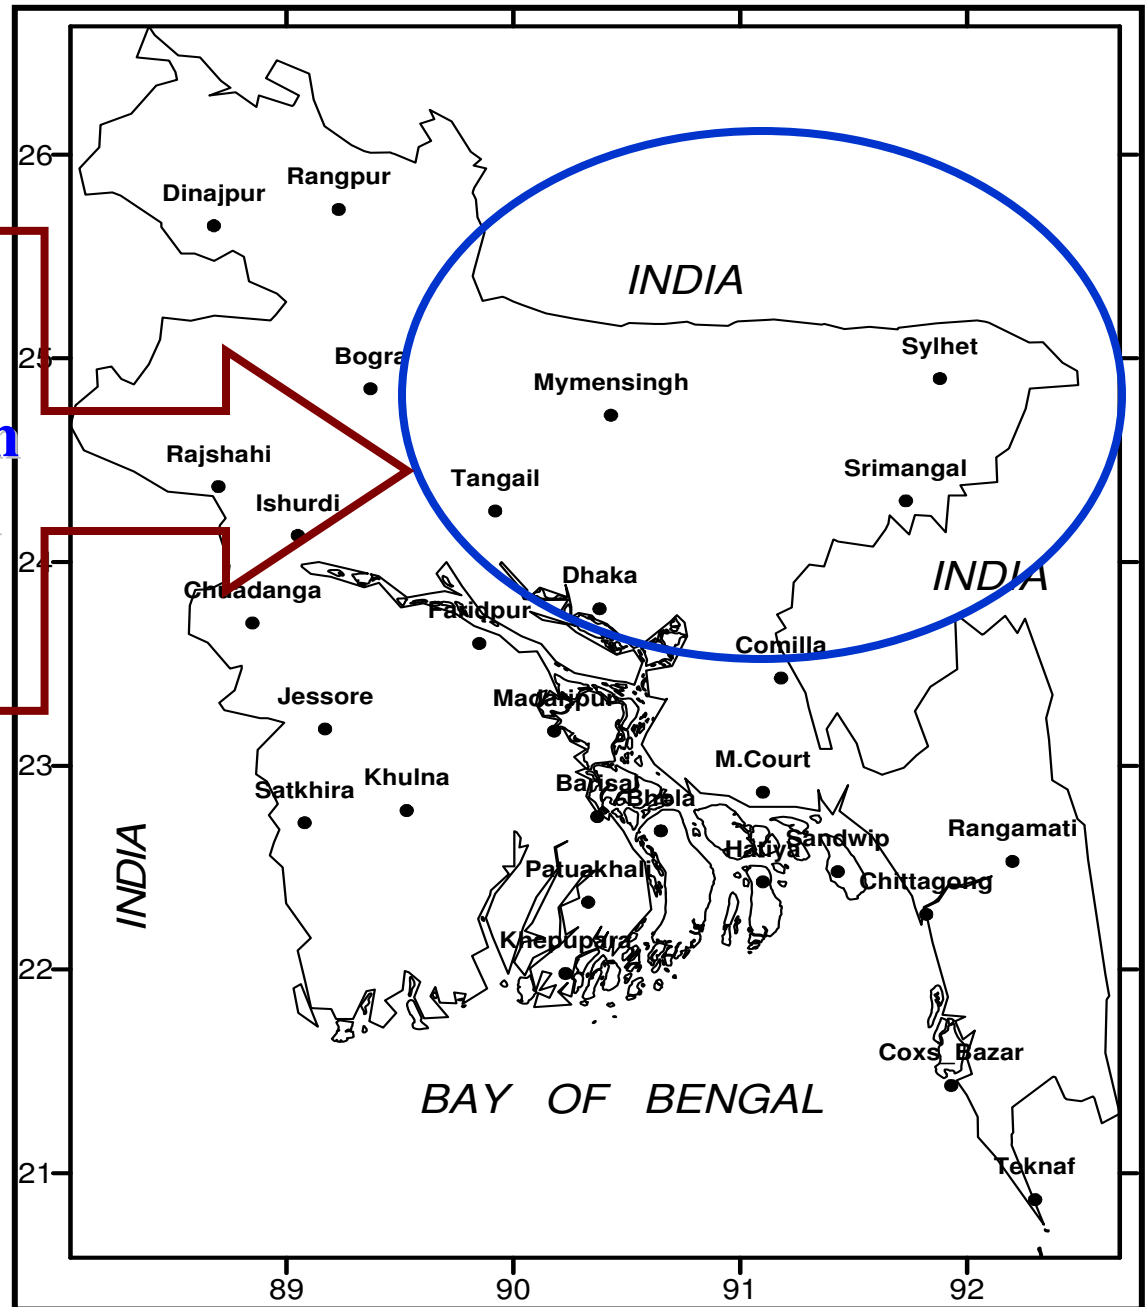 26
Rangpur
Dinajpur
INDIA
25
Bogra
Sylhet
Mymensingh
n
Rajshahi
Srimangal
Tangail
Ishurdi
24
Dhaka
INDIA
Chuadanga
Faridpur
Comilla
Jessore
Madaripur
23
M.Court
Khulna
Satkhira
Barisal
Bhola
Rangamati
Sandwip
Hatiya
INDIA
Patuakhali
Chittagong
Khepupara
22
Coxs_Bazar
BAY OF BENGAL
21
Teknaf
89 90 91 92